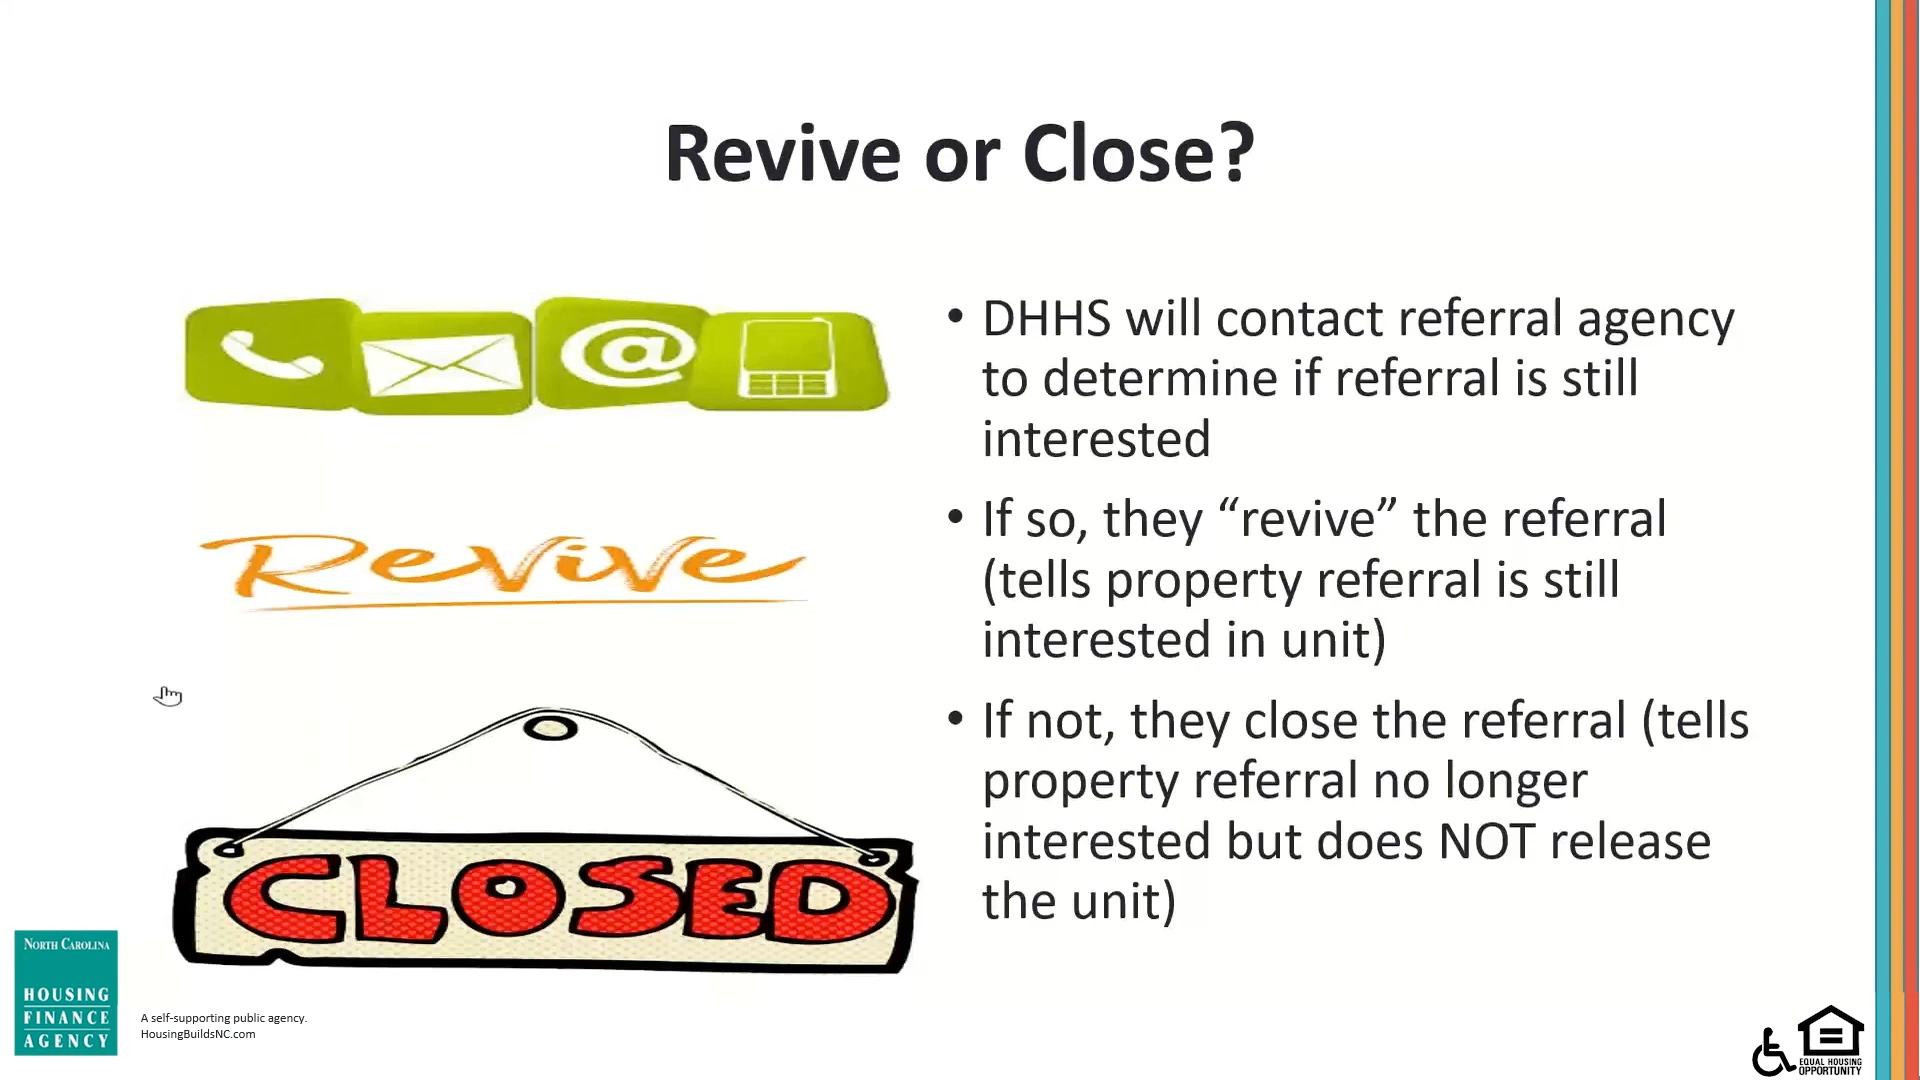 Revive or Close?
@
Revive
CLOSED
• DHHS will contact referral agency
to determine if referral is still
interested
• If so, they “revive” the referral
(tells property referral is still
interested in unit)
• If not, they close the referral (tells
property referral no longer
interested but does NOT release
the unit)
NORTH CAROLINA
HOUSING
FINANCE
AGENCY
A self-supporting public agency.
HousingBuildsNC.com
EQUAL HOUSING
OPPORTUNITY